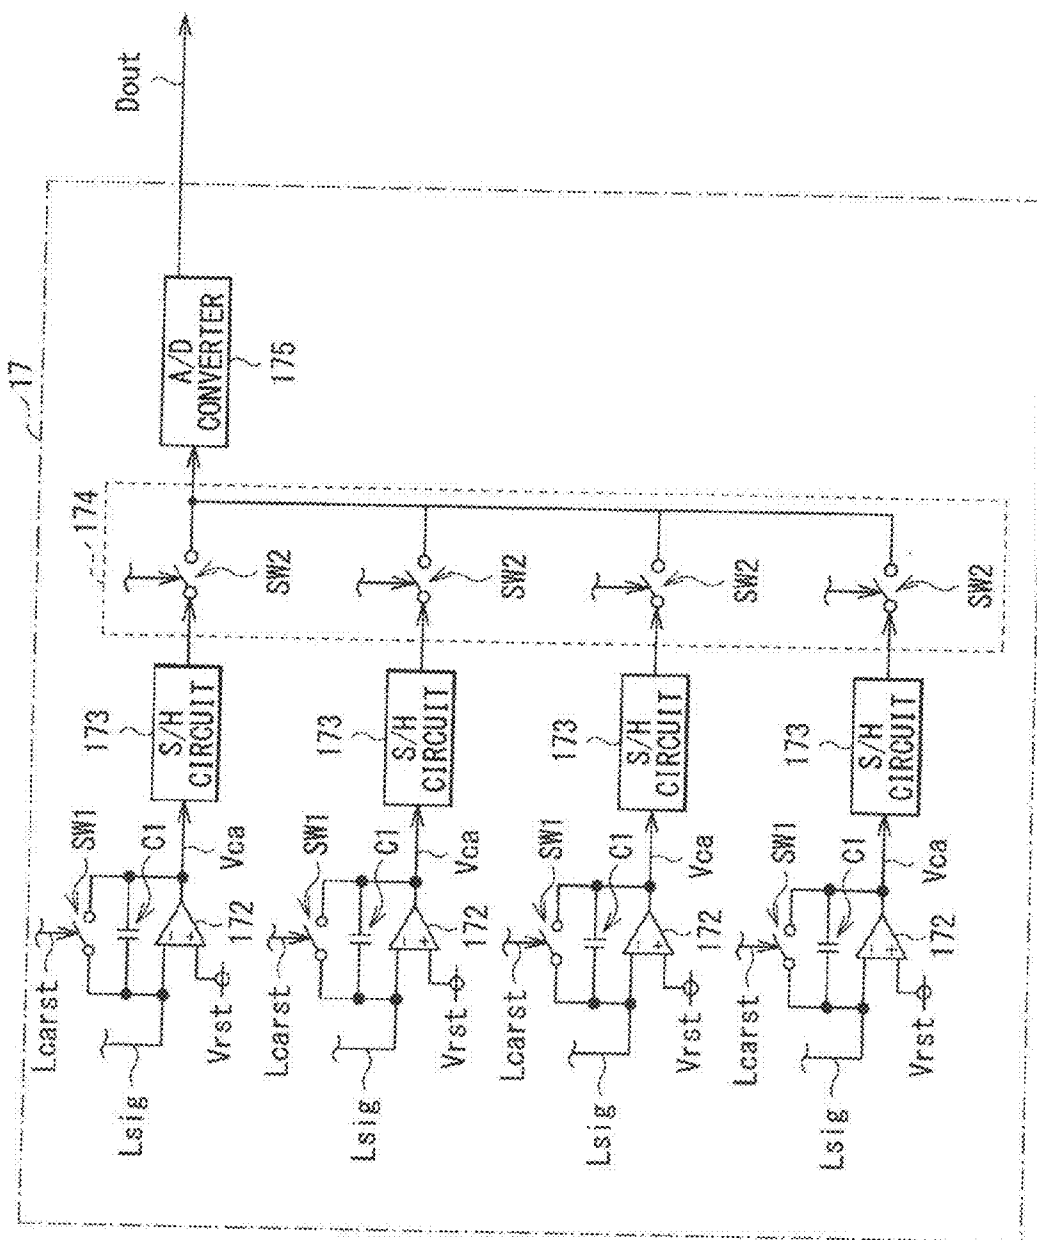 17
Lcarst
SW1
C1
Lsig
Vrst
172
Vca
173
S/H
CIRCUIT
174
SW2
A/D
CONVERTER
175
Dout
Lcarst
SW1
C1
Lsig
Vrst
172
Vca
173
S/H
CIRCUIT
SW2
Lcarst
SW1
C1
Lsig
Vrst
172
Vca
173
S/H
CIRCUIT
SW2
Lcarst
SW1
C1
Lsig
Vrst
172
Vca
173
S/H
CIRCUIT
SW2